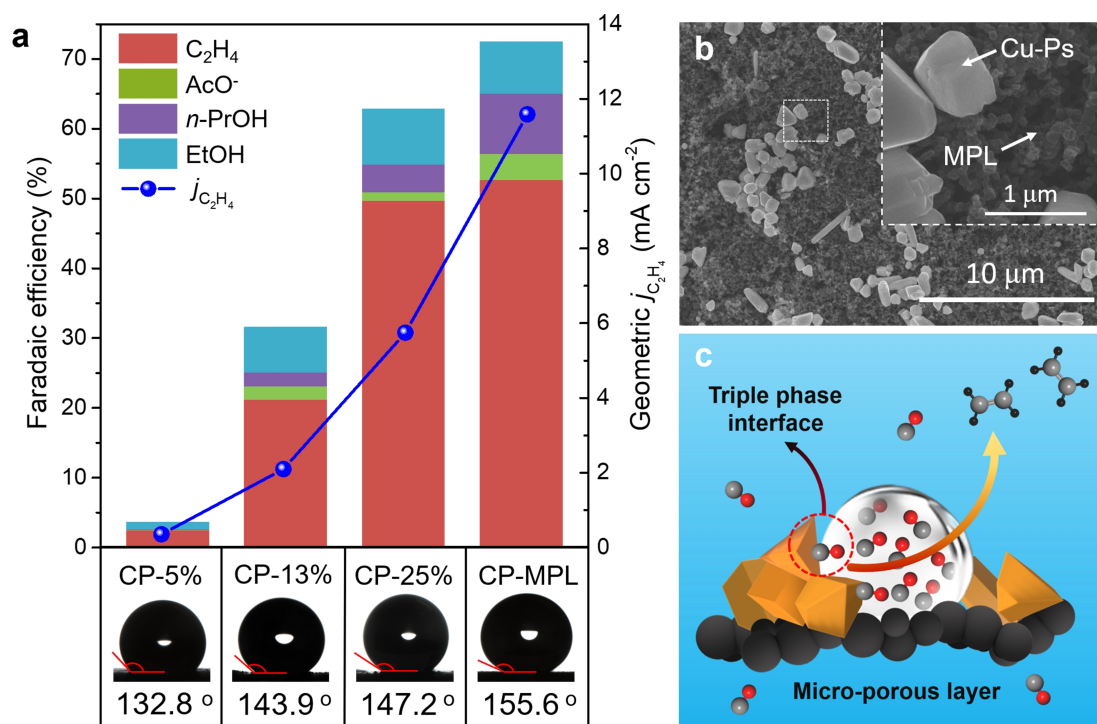 a
Faradaic efficiency (%)
70
60
50
40
30
20
10
0
C₂H₄
AcO⁻
n-PrOH
EtOH
j C₂H₄
14
12
10
8
6
4
2
0
Geometric j C₂H₄ (mA cm⁻²)
CP-5%
CP-13%
CP-25%
CP-MPL
132.8 º
143.9 º
147.2 º
155.6 º
b
Cu-Ps
MPL
1 µm
10 µm
c
Triple phase
interface
Micro-porous layer